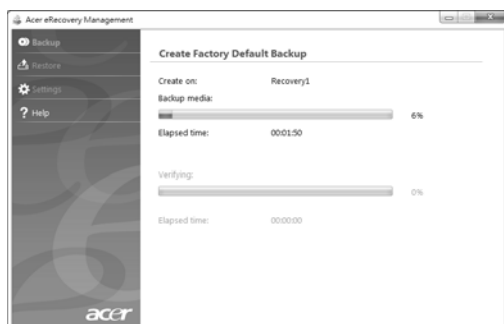 Acer eRecovery Management
Backup
Restore
Settings
Help
Create Factory Default Backup
Create on: Recovery1
Backup media:
6%
Elapsed time: 00:01:50
Verifying:
0%
Elapsed time: 00:00:00
acer